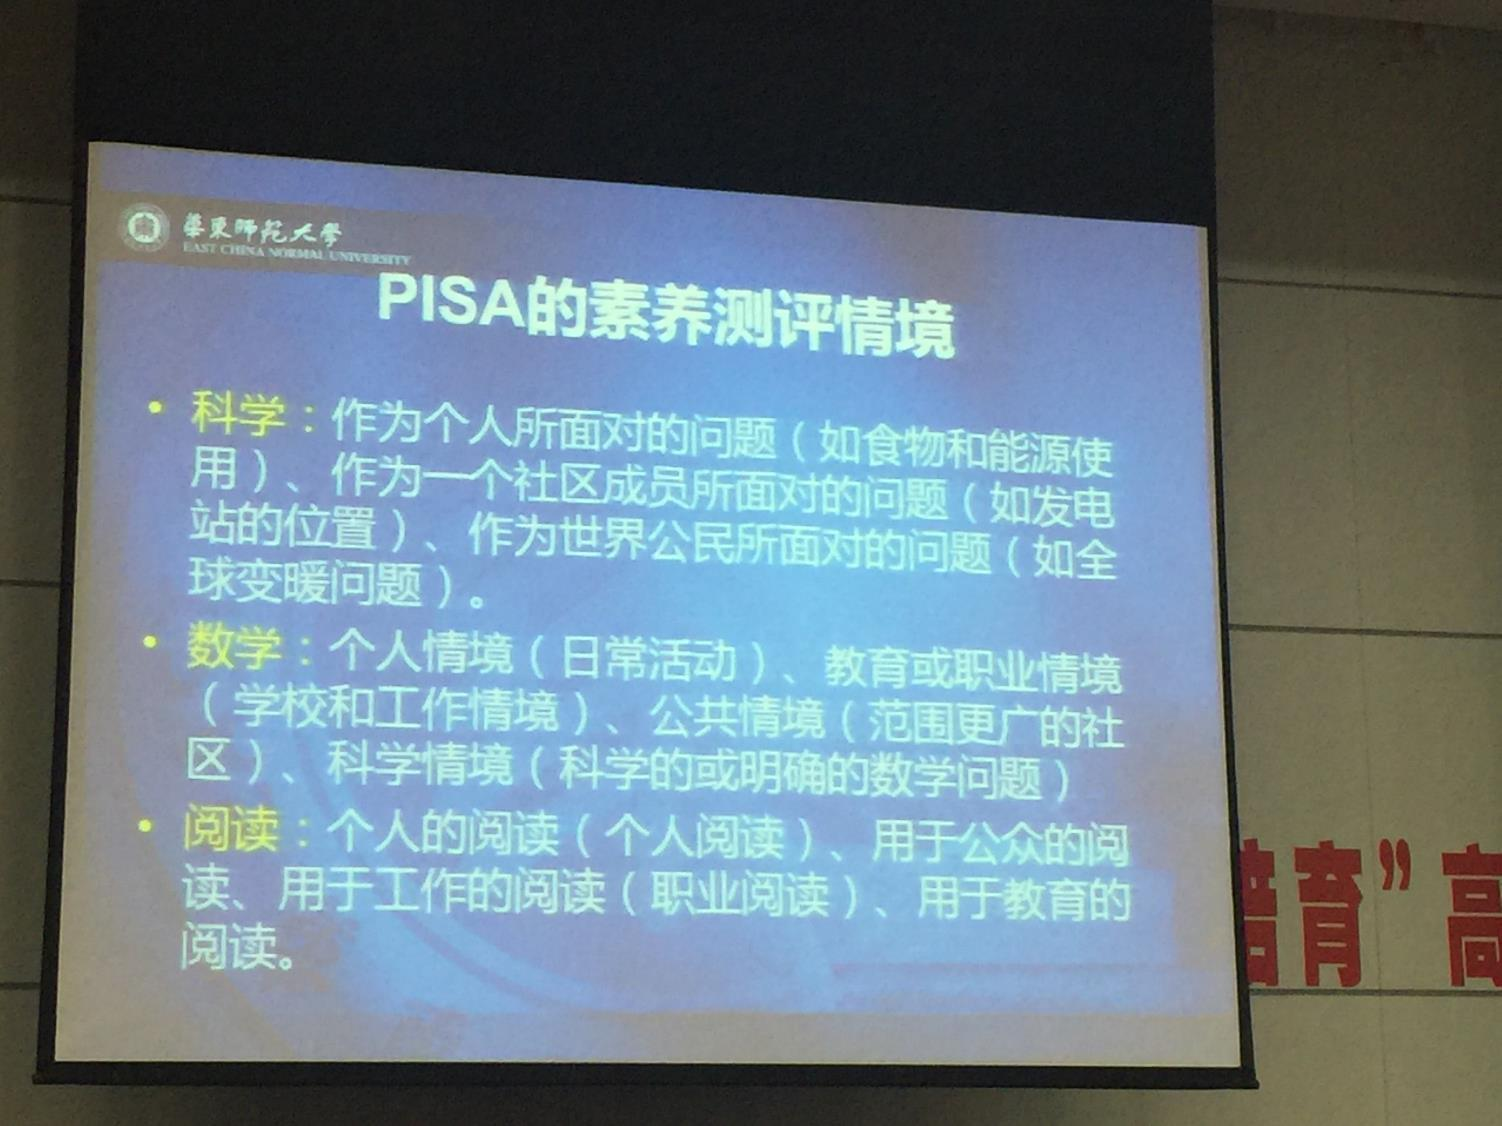 華東師範大學
EAST CHINA NORMAL UNIVERSITY
PISA的素养测评情境
• 科学：作为个人所面对的问题（如食物和能源使
用）、作为一个社区成员所面对的问题（如发电
站的位置）、作为世界公民所面对的问题（如全
球变暖问题）。
• 数学：个人情境（日常活动）、教育或职业情境
（学校和工作情境）、公共情境（范围更广的社
区）、科学情境（科学的或明确的数学问题）
• 阅读：个人的阅读（个人阅读）、用于公众的阅
读、用于工作的阅读（职业阅读）、用于教育的
阅读。
育”高